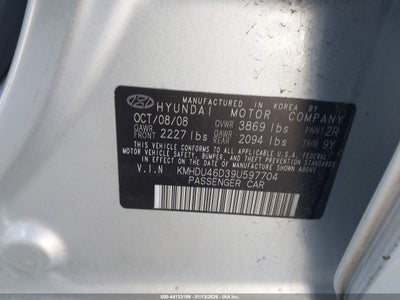 MANUFACTURED IN KOREA BY
HYUNDAI MOTOR COMPANY
OCT/08/08 GVWR 3869 lbs PAINT 2R
GAWR FRONT 2227 lbs GAWR REAR 2094 lbs TRIM 9Y
THIS VEHICLE CONFORMS TO ALL APPLICABLE U.S.A. FEDERAL
SAFETY, BUMPER, AND THEFT PREVENTION STANDARDS IN
EFFECT ON THE DATE OF MANUFACTURE SHOWN ABOVE.
V.I.N KMHDU46D39U597704
PASSENGER CAR